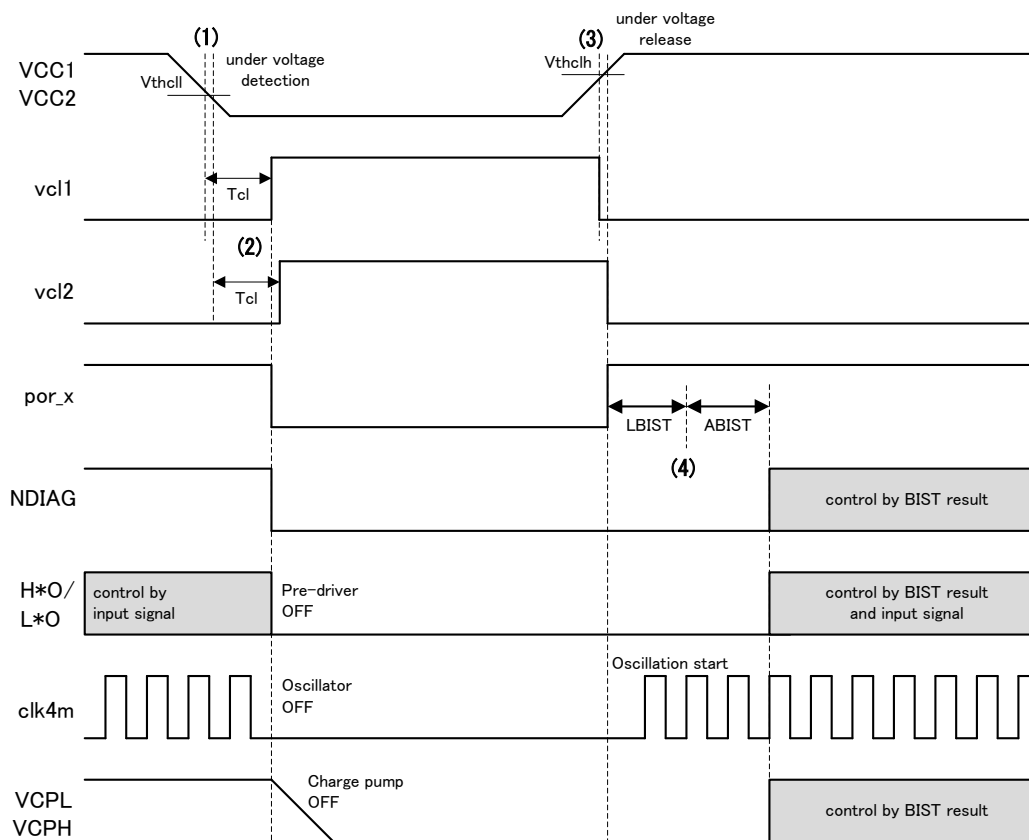 (1)
(3)
under voltage
release
VCC1
VCC2
Vthcll
under voltage
detection
Vthclh
vcl1
Tcl
(2)
vcl2
Tcl
por_x
LBIST
ABIST
(4)
NDIAG
control by BIST result
H*O/
L*O
control by
input signal
Pre-driver
OFF
control by BIST result
and input signal
Oscillation start
clk4m
Oscillator
OFF
VCPL
VCPH
Charge pump
OFF
control by BIST result